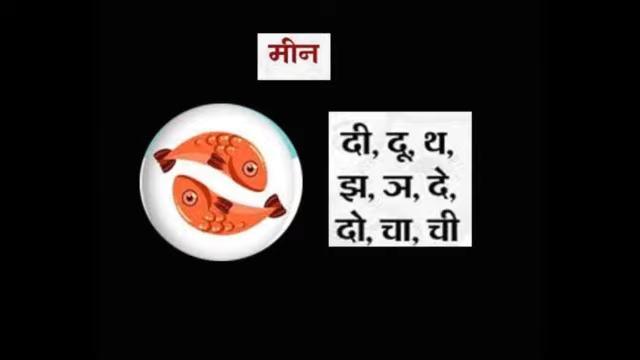 मीन
दी, दू, थ,
झ, ञ, दे,
दो, चा, ची